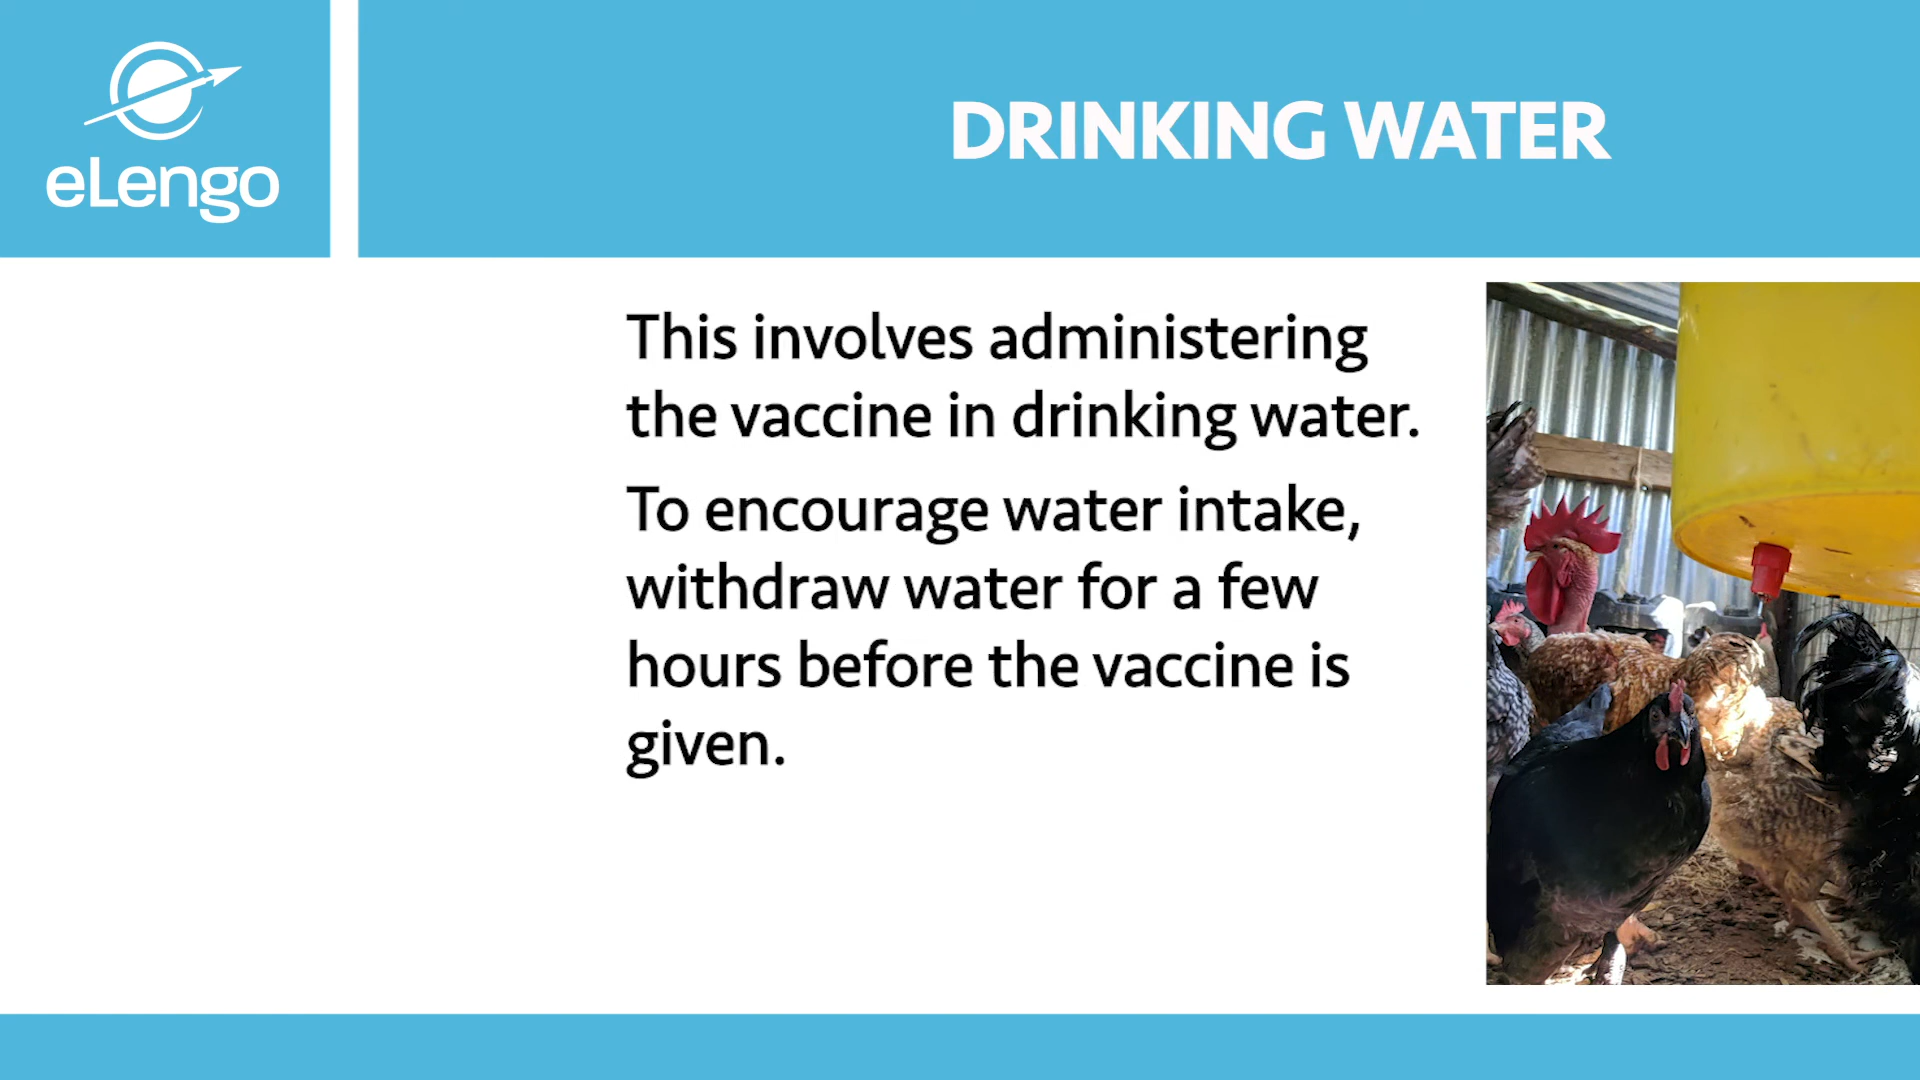 eLengo
DRINKING WATER
This involves administering
the vaccine in drinking water.
To encourage water intake,
withdraw water for a few
hours before the vaccine is
given.